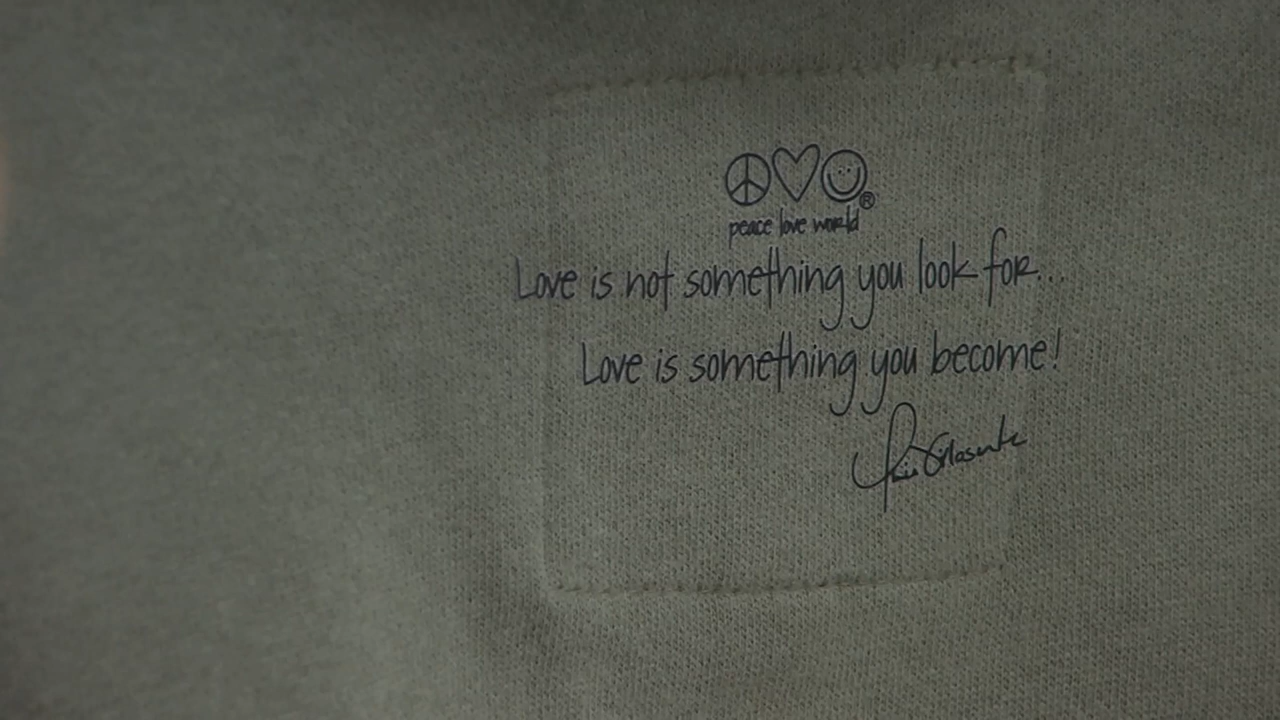 peace love world®
Love is not something you look for...
Love is something you become!